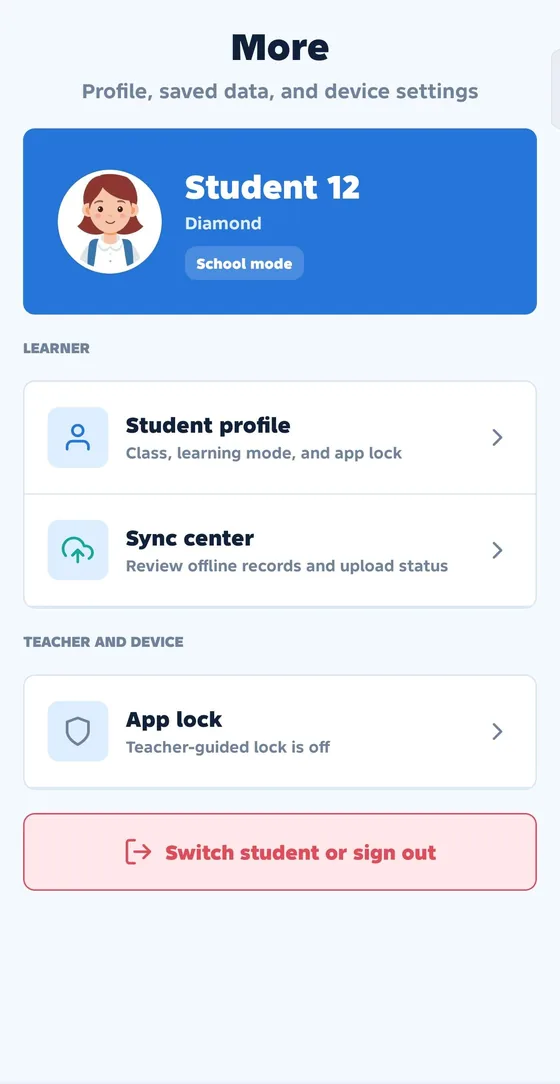 More
Profile, saved data, and device settings
Student 12
Diamond
School mode
LEARNER
Student profile
Class, learning mode, and app lock
Sync center
Review offline records and upload status
TEACHER AND DEVICE
App lock
Teacher-guided lock is off
Switch student or sign out